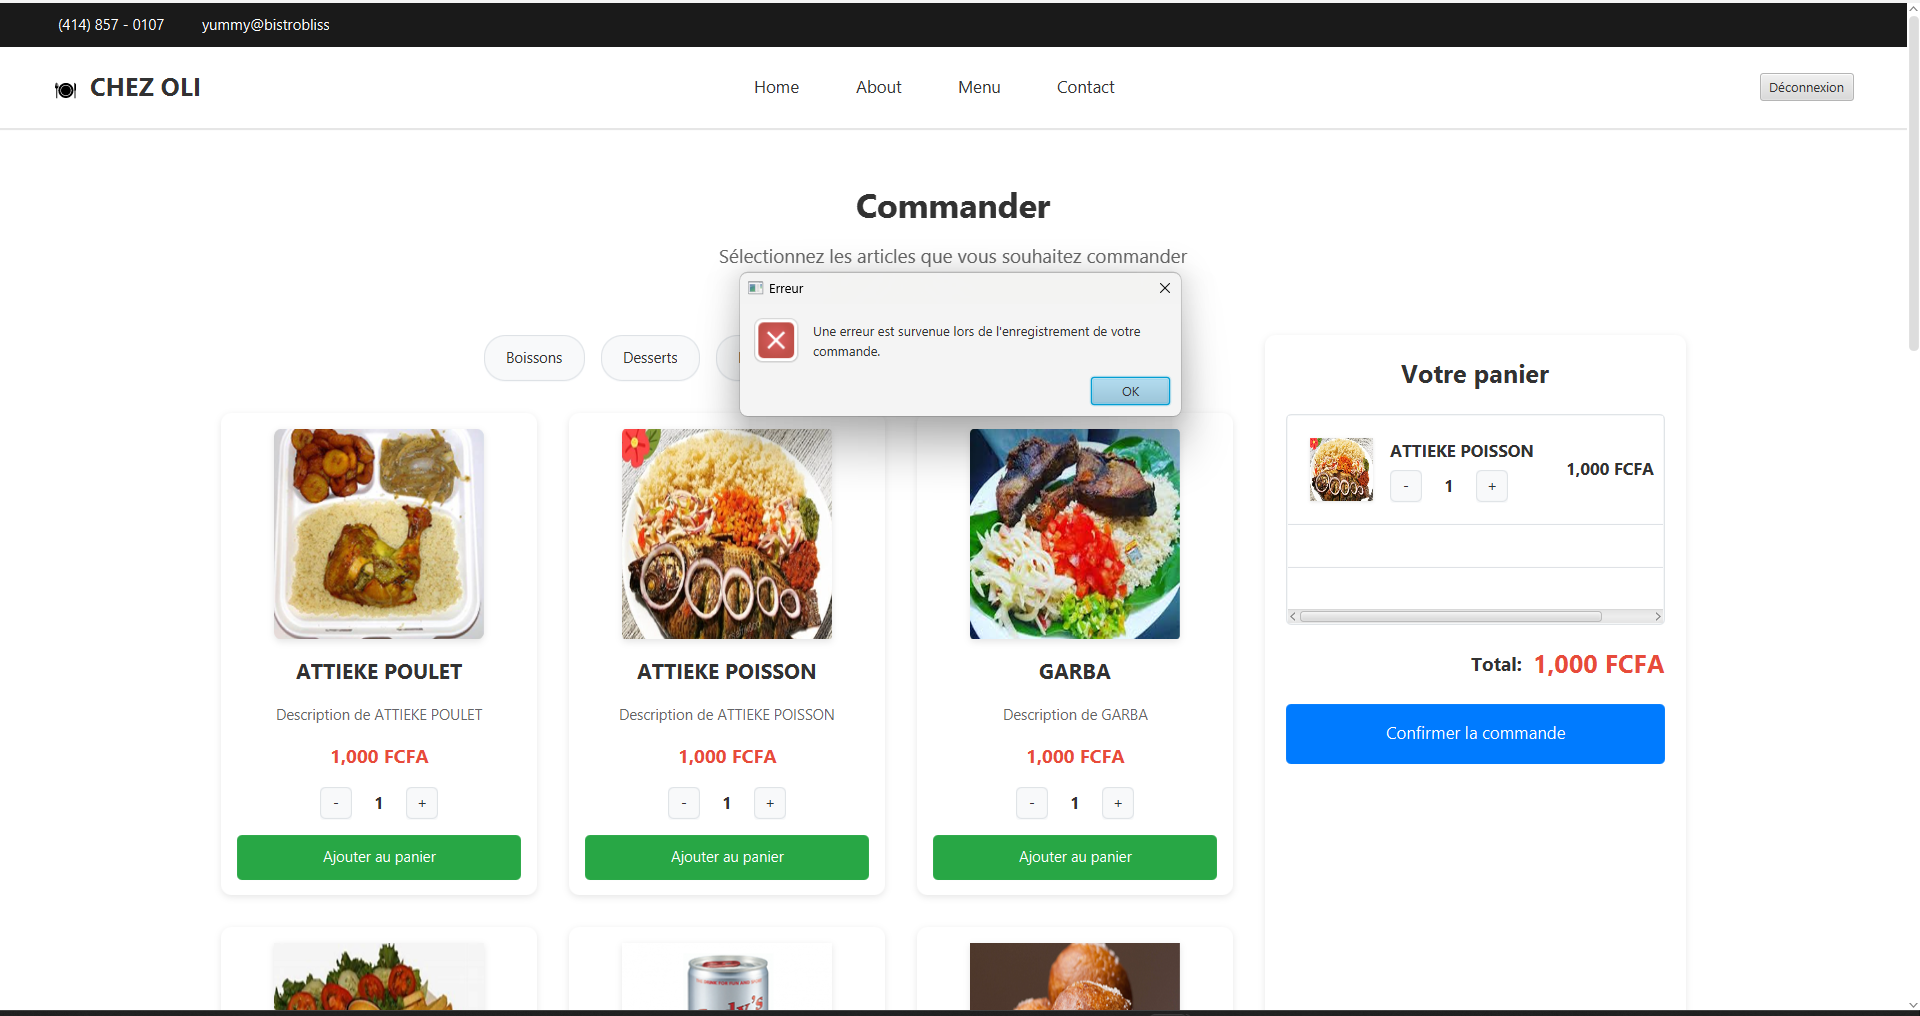 (414) 857 - 0107 yummy@bistrobliss
CHEZ OLI
Home About Menu Contact
Déconnexion
Commander
Sélectionnez les articles que vous souhaitez commander
Erreur
Une erreur est survenue lors de l'enregistrement de votre
commande.
OK
Boissons Desserts
ATTIEKE POULET
Description de ATTIEKE POULET
1,000 FCFA
- 1 +
Ajouter au panier
ATTIEKE POISSON
Description de ATTIEKE POISSON
1,000 FCFA
- 1 +
Ajouter au panier
GARBA
Description de GARBA
1,000 FCFA
- 1 +
Ajouter au panier
Votre panier
ATTIEKE POISSON
- 1 +
1,000 FCFA
Total: 1,000 FCFA
Confirmer la commande